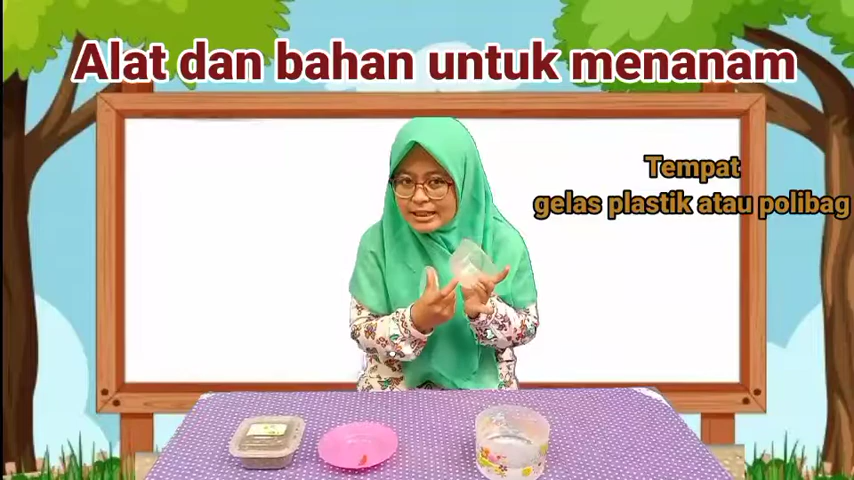 Alat dan bahan untuk menanam
Tempat
gelas plastik atau polibag